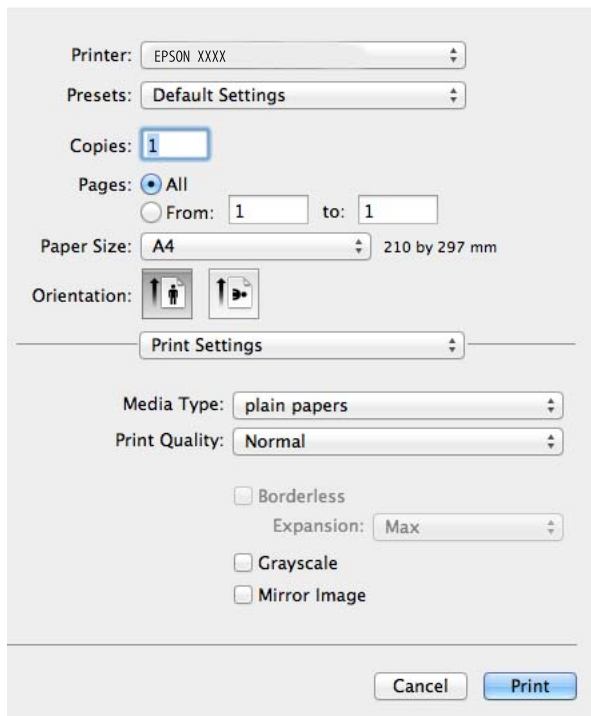 Printer: EPSON XXXX
Presets: Default Settings
Copies: 1
Pages: All
From: 1 to: 1
Paper Size: A4 210 by 297 mm
Orientation:
Print Settings
Media Type: plain papers
Print Quality: Normal
Borderless
Expansion: Max
Grayscale
Mirror Image
Cancel Print